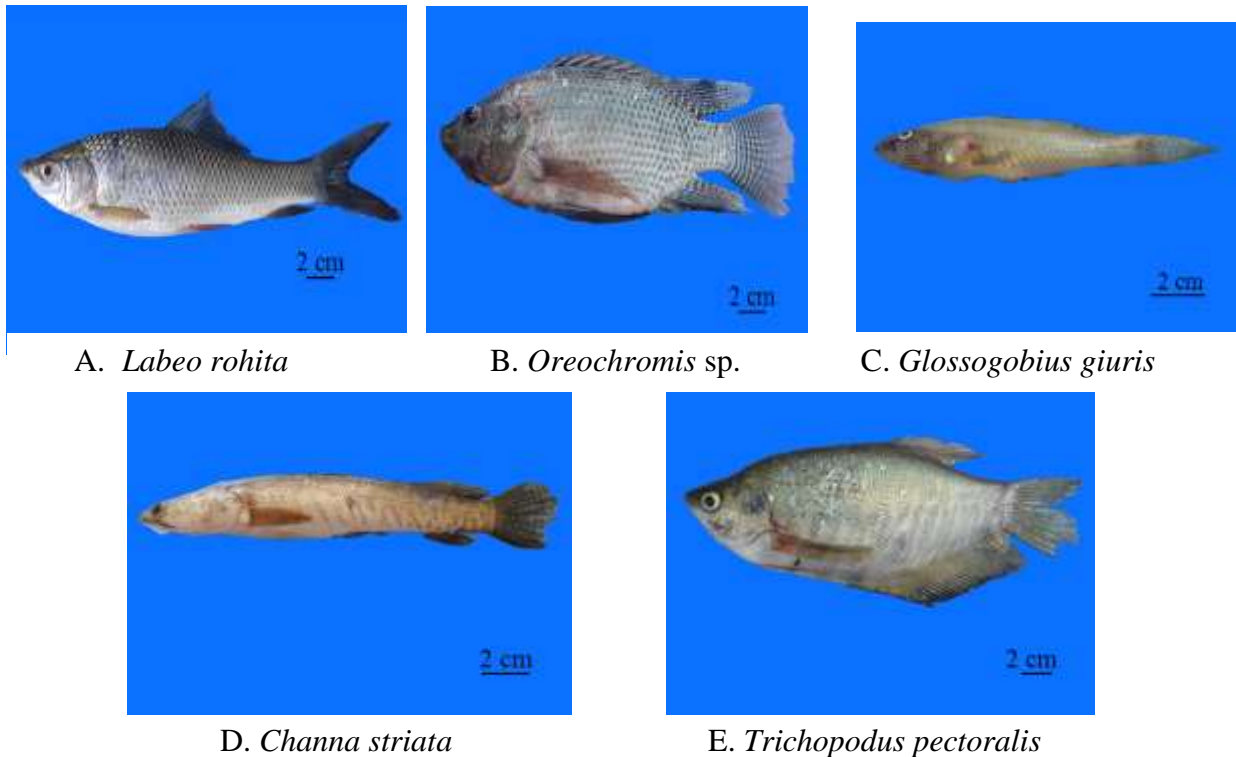 2 cm
2 cm
2 cm
A. Labeo rohita
B. Oreochromis sp.
C. Glossogobius giuris
2 cm
2 cm
D. Channa striata
E. Trichopodus pectoralis